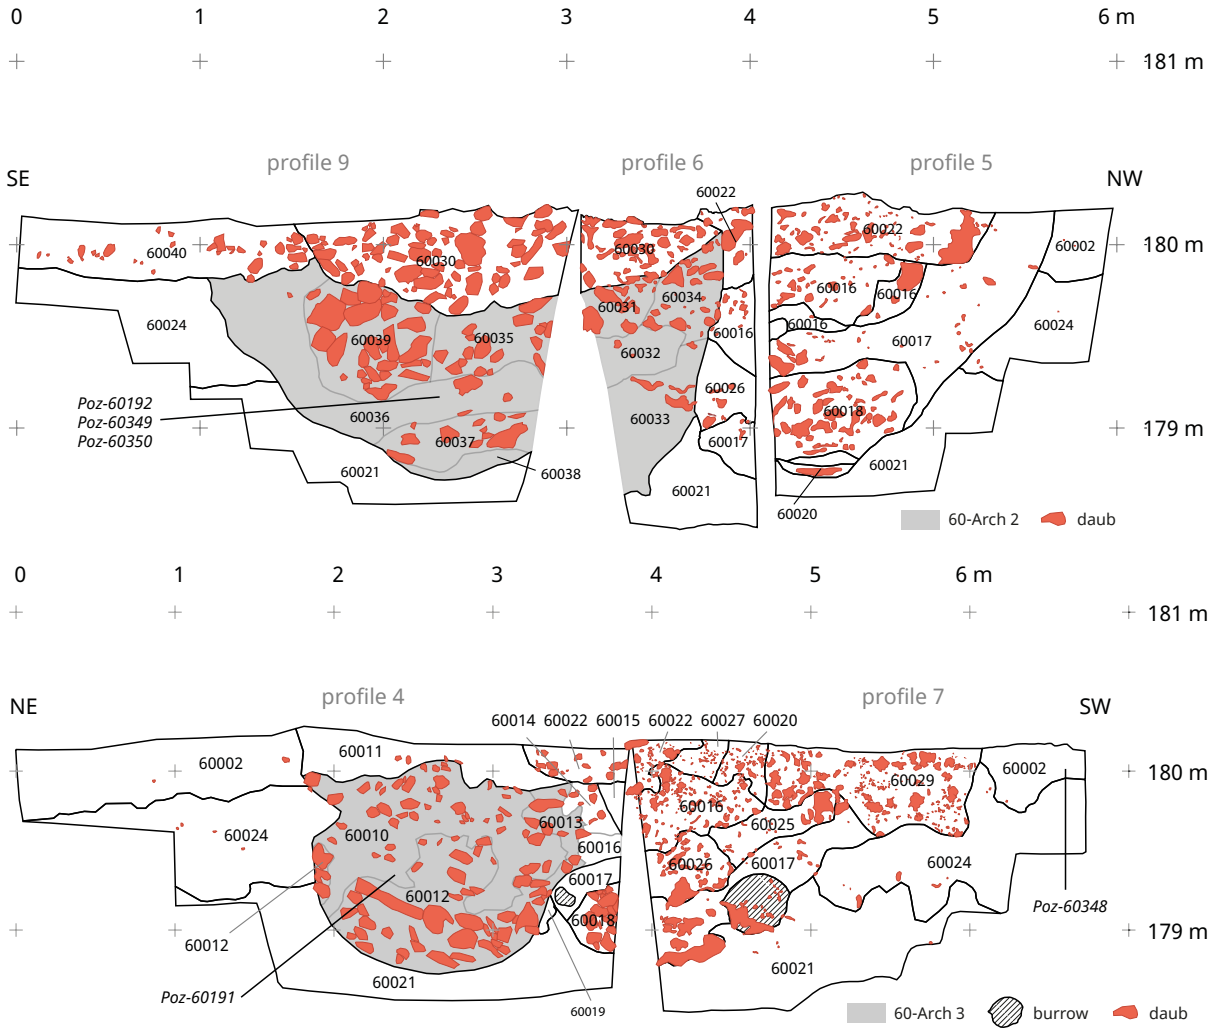 0 1 2 3 4 5 6 m
181 m
profile 9 profile 6 profile 5
SE NW
60022
60040 60030 60030 60022 60002
180 m
60016 60016
60034
60031
60024 60016 60016 60024
60039 60035 60017
60032
60026
Poz-60192
Poz-60349
Poz-60350
60036 60033 60018
60037 60017 179 m
60021 60038 60021
60021
60020
60-Arch 2 daub
0 1 2 3 4 5 6 m
181 m
profile 4 profile 7
NE SW
60014 60022 60015 60022 60027 60020
60011
60002 60002 180 m
60029
60016
60024 60010 60013 60025
60016
60026 60017 60024
60017
60012
Poz-60348
60018
60012 179 m
60021 60021
Poz-60191
60019
60-Arch 3 burrow daub